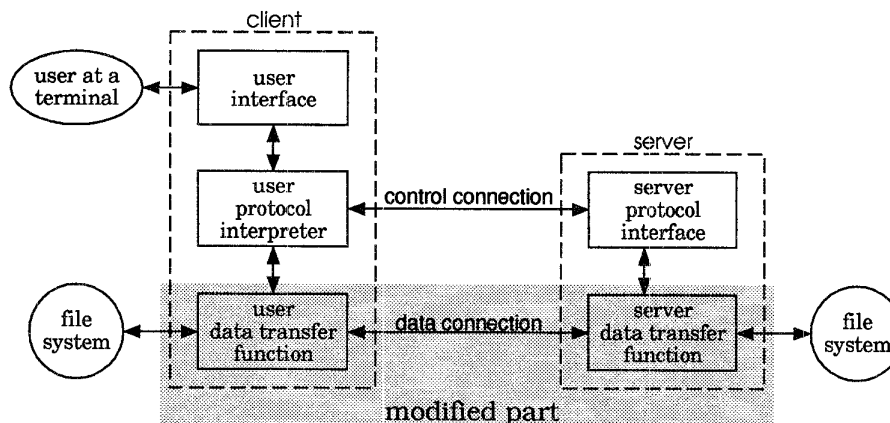 client
user at a
terminal
user
interface
server
user
protocol
interpreter
control connection
server
protocol
interface
file
system
user
data transfer
function
data connection
server
data transfer
function
file
system
modified part